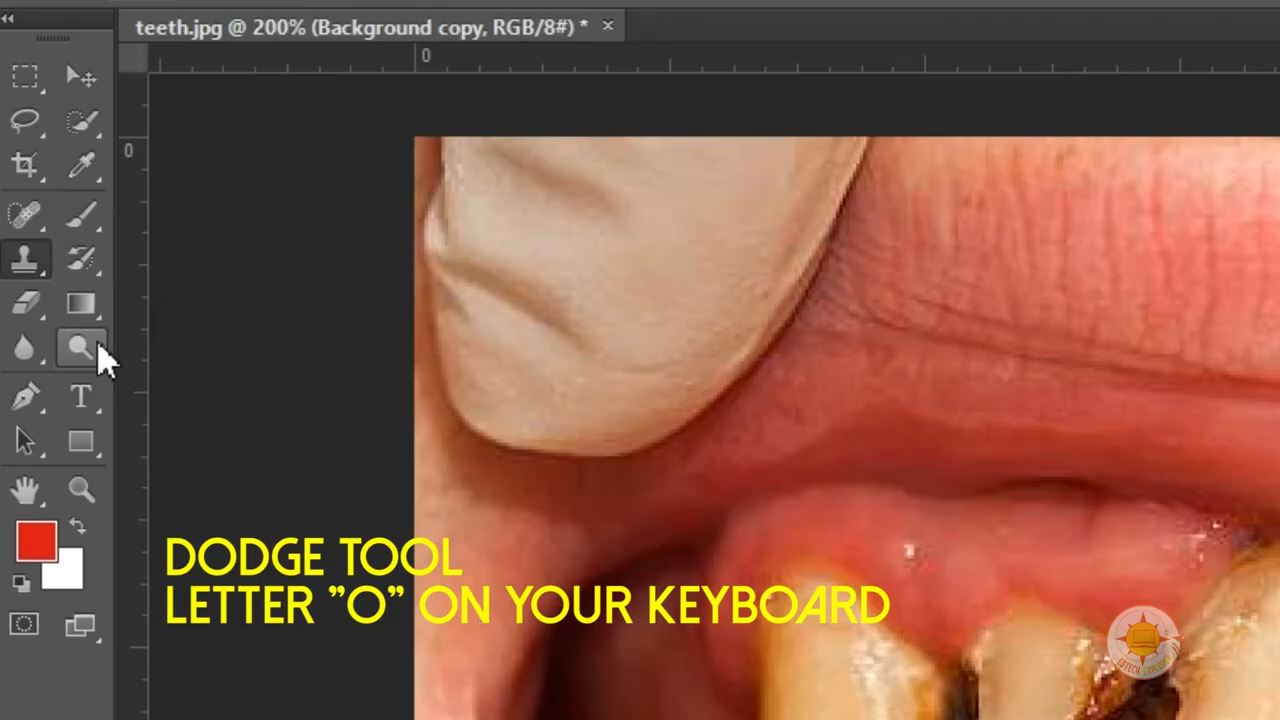 teeth.jpg @ 200% (Background copy, RGB/8#) * ×
0
0
DODGE TOOL
LETTER "O" ON YOUR KEYBOARD